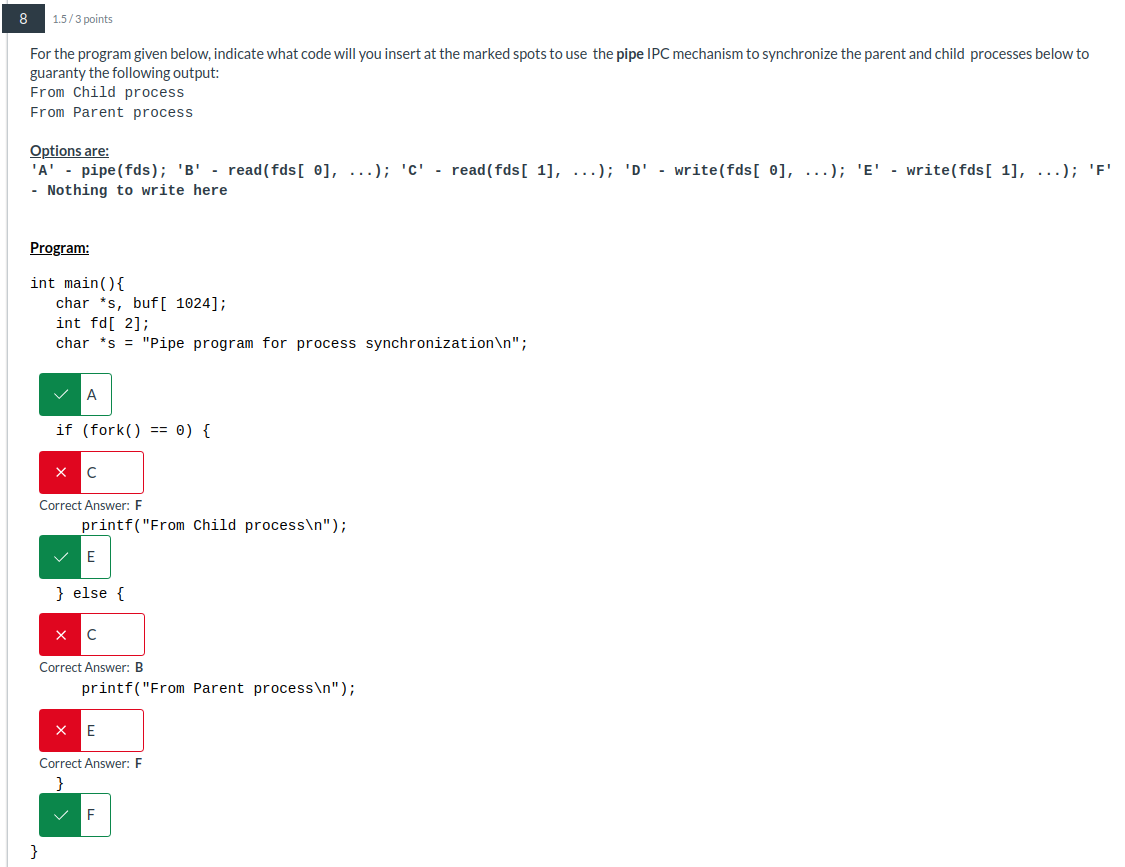 8 1.5 / 3 points
For the program given below, indicate what code will you insert at the marked spots to use the pipe IPC mechanism to synchronize the parent and child processes below to
guaranty the following output:
From Child process
From Parent process
Options are:
'A' - pipe(fds); 'B' - read(fds[ 0], ...); 'C' - read(fds[ 1], ...); 'D' - write(fds[ 0], ...); 'E' - write(fds[ 1], ...); 'F'
- Nothing to write here
Program:
int main(){
char *s, buf[ 1024];
int fd[ 2];
char *s = "Pipe program for process synchronization\n";
A
if (fork() == 0) {
C
Correct Answer: F
printf("From Child process\n");
E
} else {
C
Correct Answer: B
printf("From Parent process\n");
E
Correct Answer: F
}
F
}